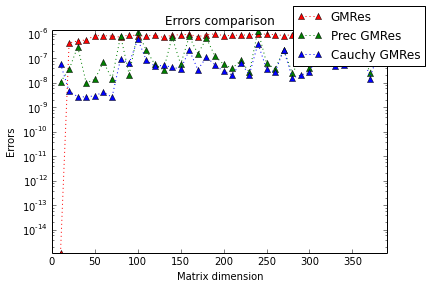 Errors comparison
GMRes
Prec GMRes
Cauchy GMRes
Errors
10^-6
10^-7
10^-8
10^-9
10^-10
10^-11
10^-12
10^-13
10^-14
0 50 100 150 200 250 300 350
Matrix dimension